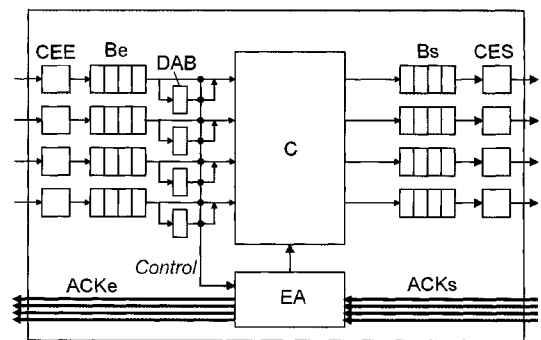 CEE
Be
DAB
Bs
CES
C
Control
ACKe
EA
ACKs